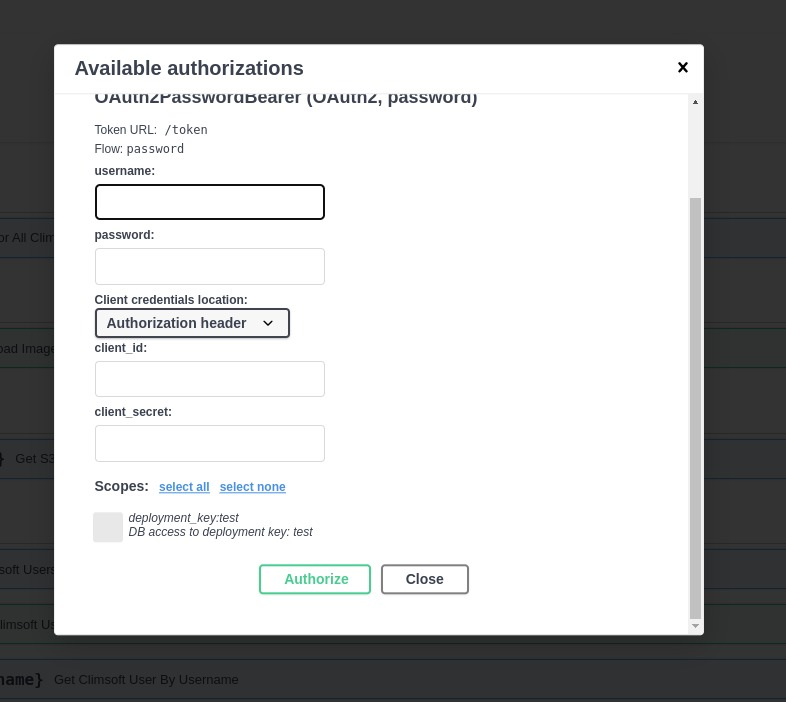 Available authorizations
OAuth2PasswordBearer (OAuth2, password)
Token URL: /token
Flow: password
username:
or All Clim
password:
Client credentials location:
Authorization header
oad Image
client_id:
client_secret:
} Get S3
Scopes: select all select none
deployment_key:test
DB access to deployment key: test
soft Users
Authorize Close
limsoft Us
name} Get Climsoft User By Username